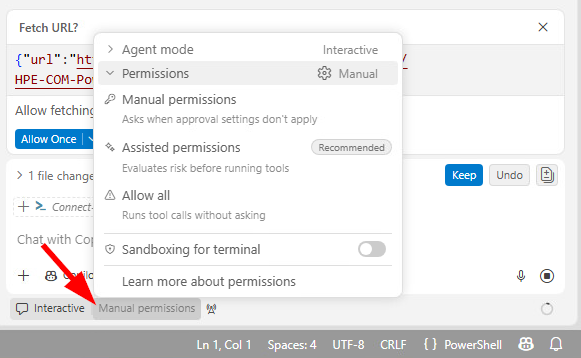 Fetch URL?
{"url":"ht
HPE-COM-Po
Allow fetching
Allow Once
Agent mode Interactive
Permissions Manual
Manual permissions
Asks when approval settings don't apply
Assisted permissions Recommended
Evaluates risk before running tools
Allow all
Runs tool calls without asking
Sandboxing for terminal
Learn more about permissions
1 file change
Keep Undo
Connect-
Chat with Cop
Interactive Manual permissions
Ln 1, Col 1 Spaces: 4 UTF-8 CRLF { } PowerShell